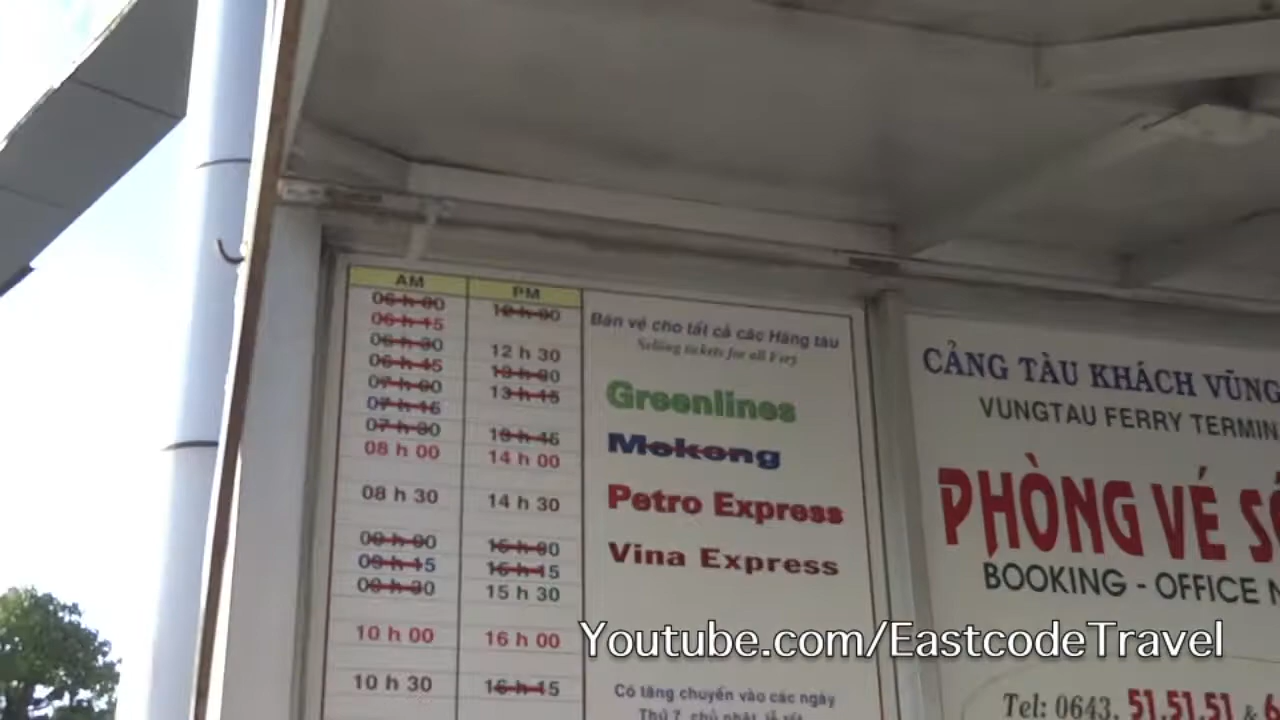 AM
PM
06 h 00
06 h 15
06 h 30
06 h 45
07 h 00
07 h 15
07 h 30
08 h 00
08 h 30
09 h 00
09 h 15
09 h 30
10 h 00
10 h 30
12 h 00
12 h 30
13 h 00
13 h 15
13 h 45
14 h 00
14 h 30
15 h 00
15 h 15
15 h 30
16 h 00
16 h 15
Bán vé cho tất cả các Hãng tàu
Selling tickets for all Fery
Greenlines
Mekong
Petro Express
Vina Express
Có tăng chuyến vào các ngày
Thứ 7, chủ nhật, lễ tết
CẢNG TÀU KHÁCH VŨNG
VUNGTAU FERRY TERMIN
PHÒNG VÉ SỐ
BOOKING - OFFICE N
Tel: 0643. 51.51.51 & 6
Youtube.com/EastcodeTravel